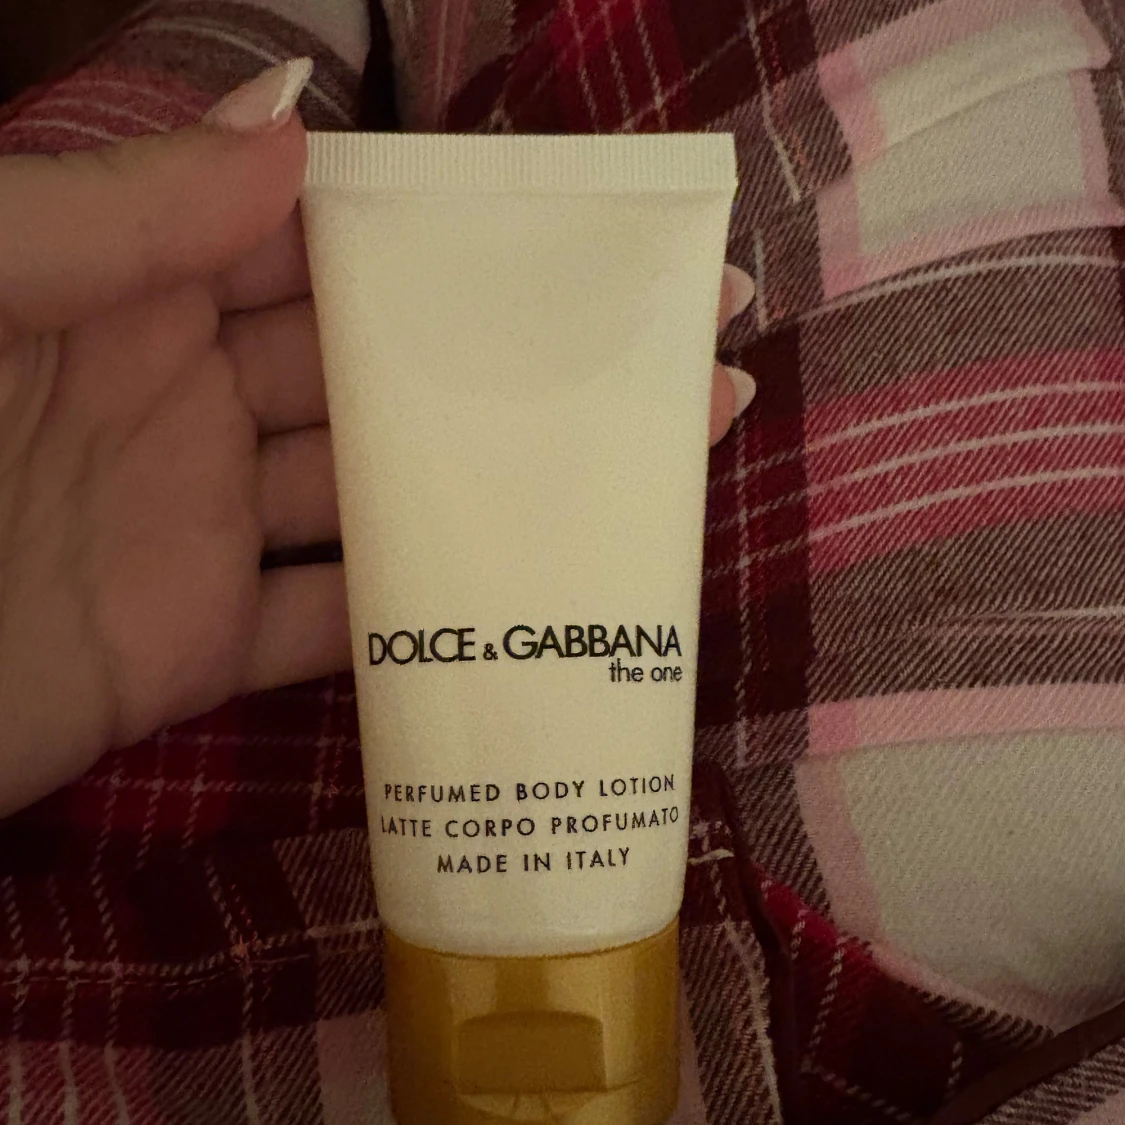 DOLCE & GABBANA
the one
PERFUMED BODY LOTION
LATTE CORPO PROFUMATO
MADE IN ITALY